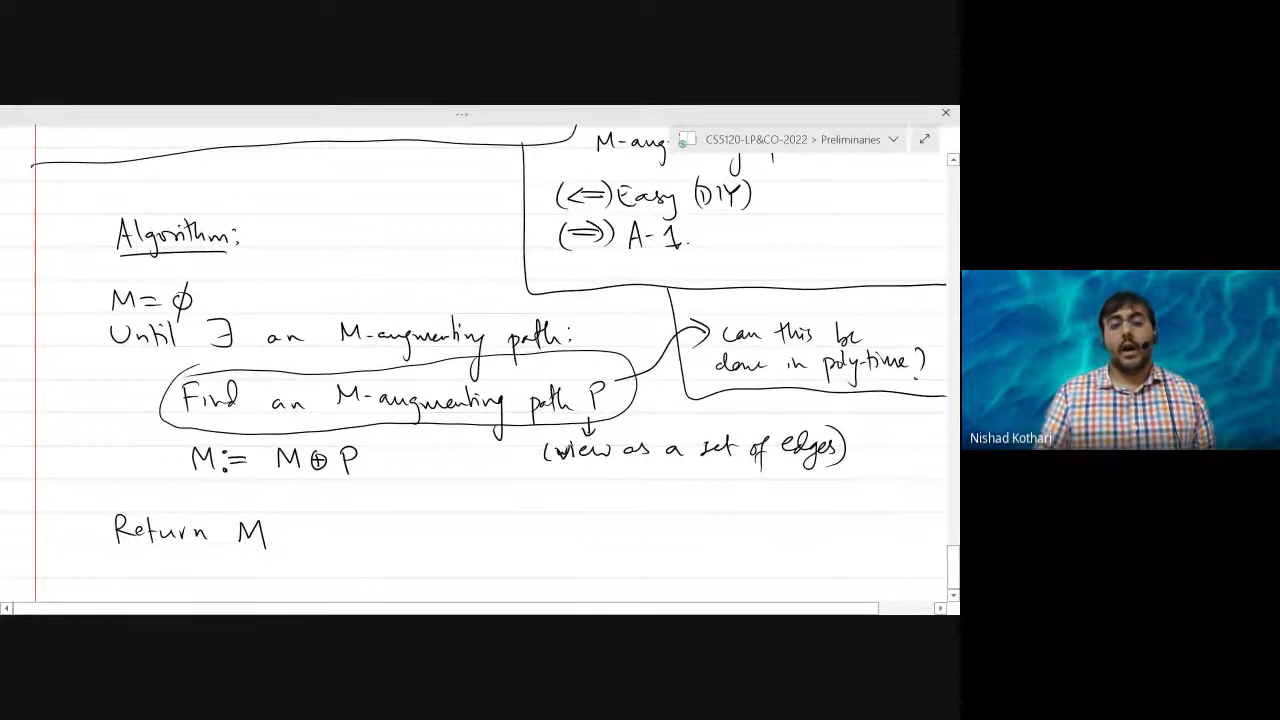 M-aug
CS5120-LP&CO-2022 > Preliminaries
(⇐) Easy (DIY)
(⇒) A-1.
Algorithm:
M = ϕ
Until ∃ an M-augmenting path:
Find an M-augmenting path P
can this be
done in poly-time?
(view as a set of edges)
M := M ⊕ P
Return M
Nishad Kothari